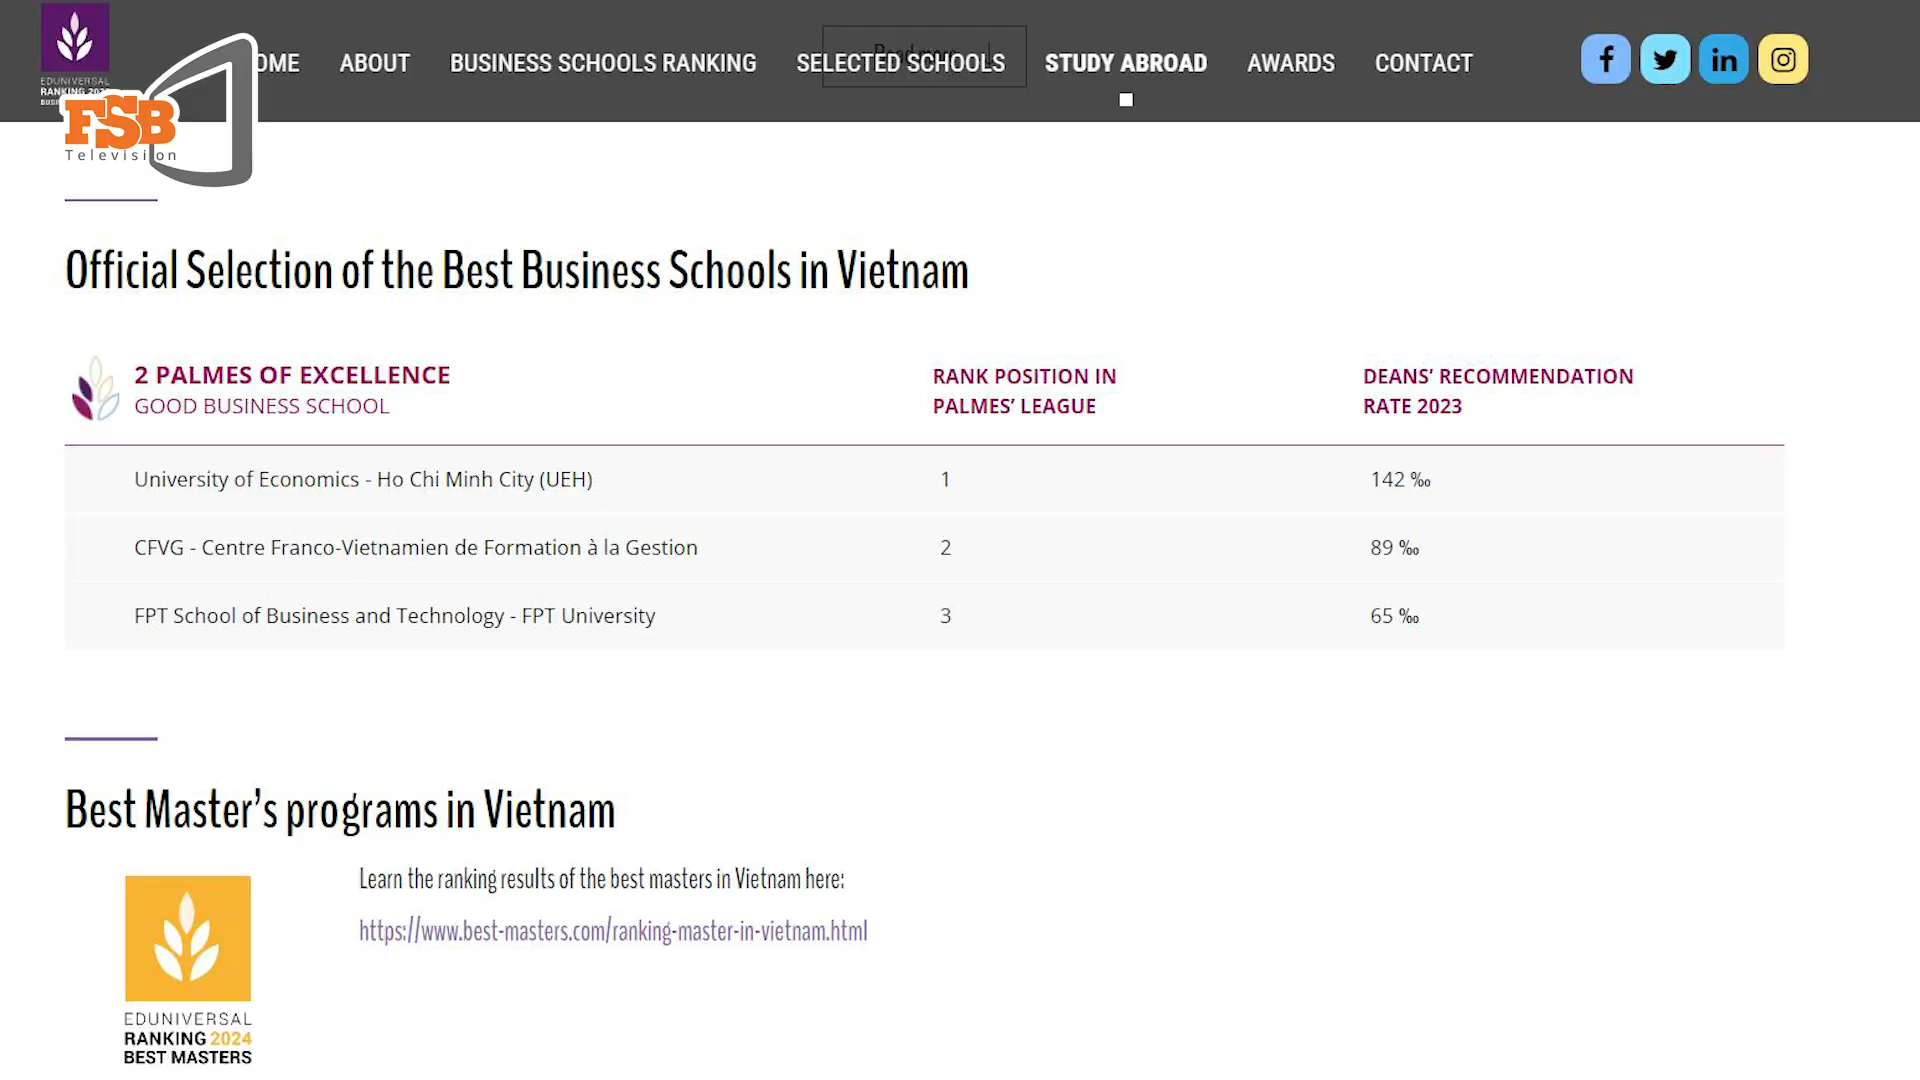 EDUNIVERSAL
FSB
Television
OME
ABOUT
BUSINESS SCHOOLS RANKING
SELECTED SCHOOLS
STUDY ABROAD
AWARDS
CONTACT
Official Selection of the Best Business Schools in Vietnam
2 PALMES OF EXCELLENCE
GOOD BUSINESS SCHOOL
RANK POSITION IN
PALMES’ LEAGUE
DEANS’ RECOMMENDATION
RATE 2023
University of Economics - Ho Chi Minh City (UEH) 1 142 ‰
CFVG - Centre Franco-Vietnamien de Formation à la Gestion 2 89 ‰
FPT School of Business and Technology - FPT University 3 65 ‰
Best Master’s programs in Vietnam
Learn the ranking results of the best masters in Vietnam here:
https://www.best-masters.com/ranking-master-in-vietnam.html
EDUNIVERSAL
RANKING 2024
BEST MASTERS